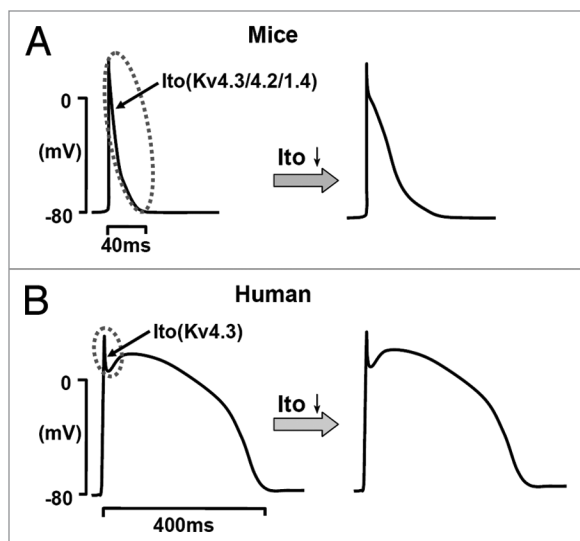 A
Mice
Ito(Kv4.3/4.2/1.4)
0
(mV)
-80
40ms
Ito ↓
B
Human
Ito(Kv4.3)
0
(mV)
-80
400ms
Ito ↓